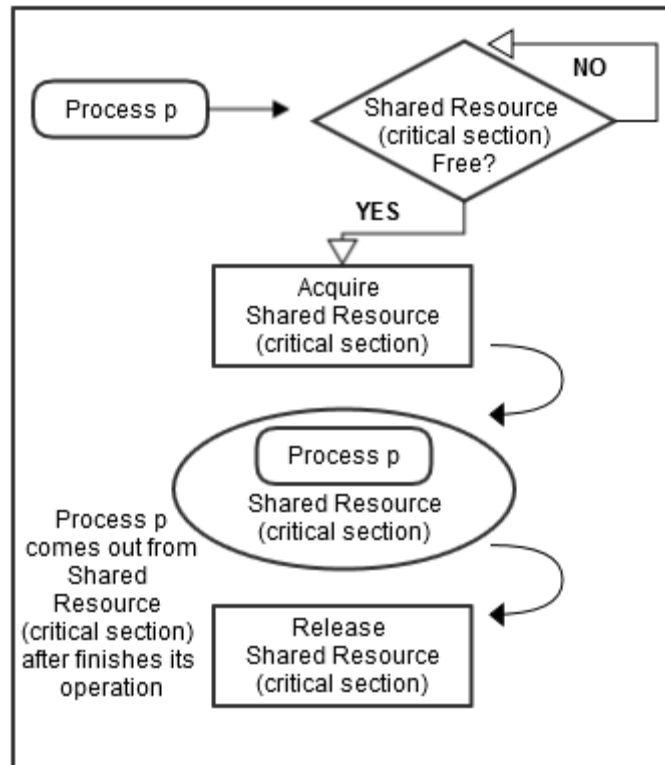 Process p
NO
Shared Resource
(critical section)
Free?
YES
Acquire
Shared Resource
(critical section)
Process p
Shared Resource
(critical section)
Process p
comes out from
Shared
Resource
(critical section)
after finishes its
operation
Release
Shared Resource
(critical section)